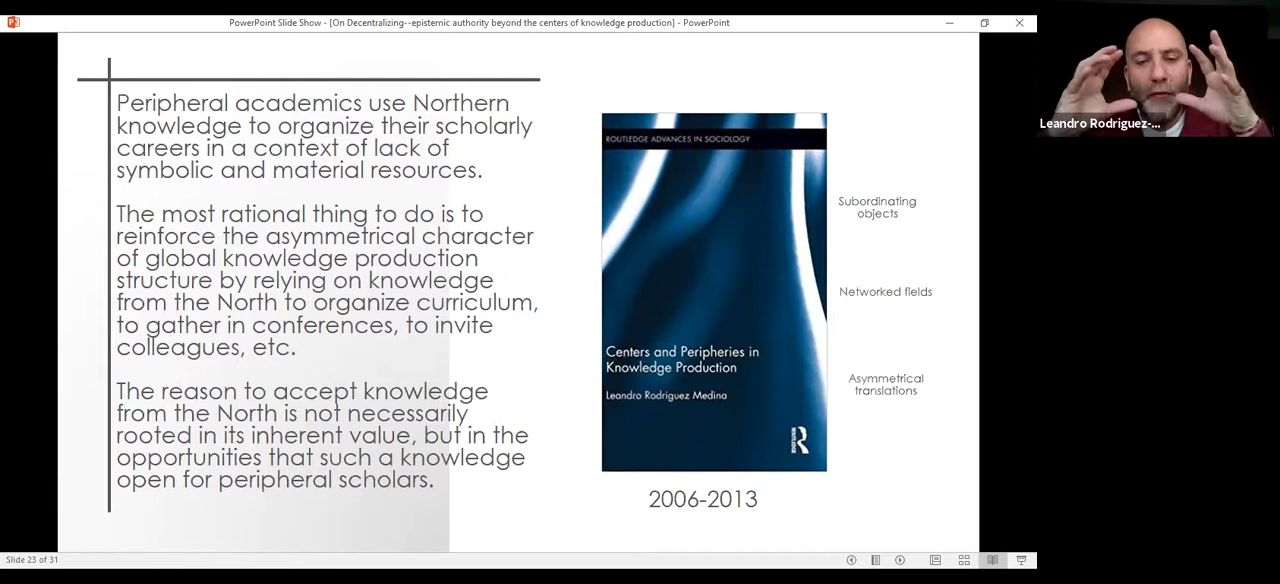 PowerPoint Slide Show - [On Decentralizing--epistemic authority beyond the centers of knowledge production] - PowerPoint
Peripheral academics use Northern
knowledge to organize their scholarly
careers in a context of lack of
symbolic and material resources.
The most rational thing to do is to
reinforce the asymmetrical character
of global knowledge production
structure by relying on knowledge
from the North to organize curriculum,
to gather in conferences, to invite
colleagues, etc.
The reason to accept knowledge
from the North is not necessarily
rooted in its inherent value, but in the
opportunities that such a knowledge
open for peripheral scholars.
ROUTLEDGE ADVANCES IN SOCIOLOGY
Centers and Peripheries in
Knowledge Production
Leandro Rodriguez Medina
R
ROUTLEDGE
2006-2013
Subordinating
objects
Networked fields
Asymmetrical
translations
Leandro Rodriguez-...
Slide 23 of 31